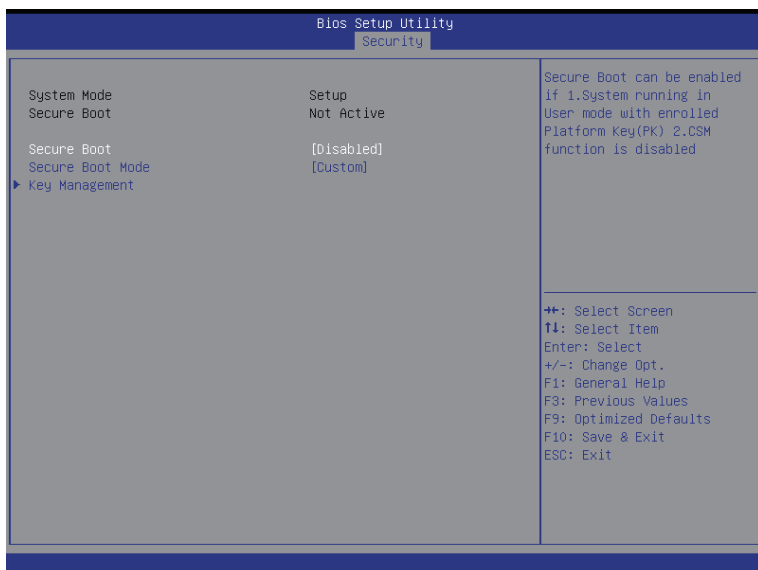 Bios Setup Utility
Security
System Mode Setup
Secure Boot Not Active
Secure Boot [Disabled]
Secure Boot Mode [Custom]
Key Management
Secure Boot can be enabled
if 1.System running in
User mode with enrolled
Platform Key(PK) 2.CSM
function is disabled
→←: Select Screen
↑↓: Select Item
Enter: Select
+/-: Change Opt.
F1: General Help
F3: Previous Values
F9: Optimized Defaults
F10: Save & Exit
ESC: Exit